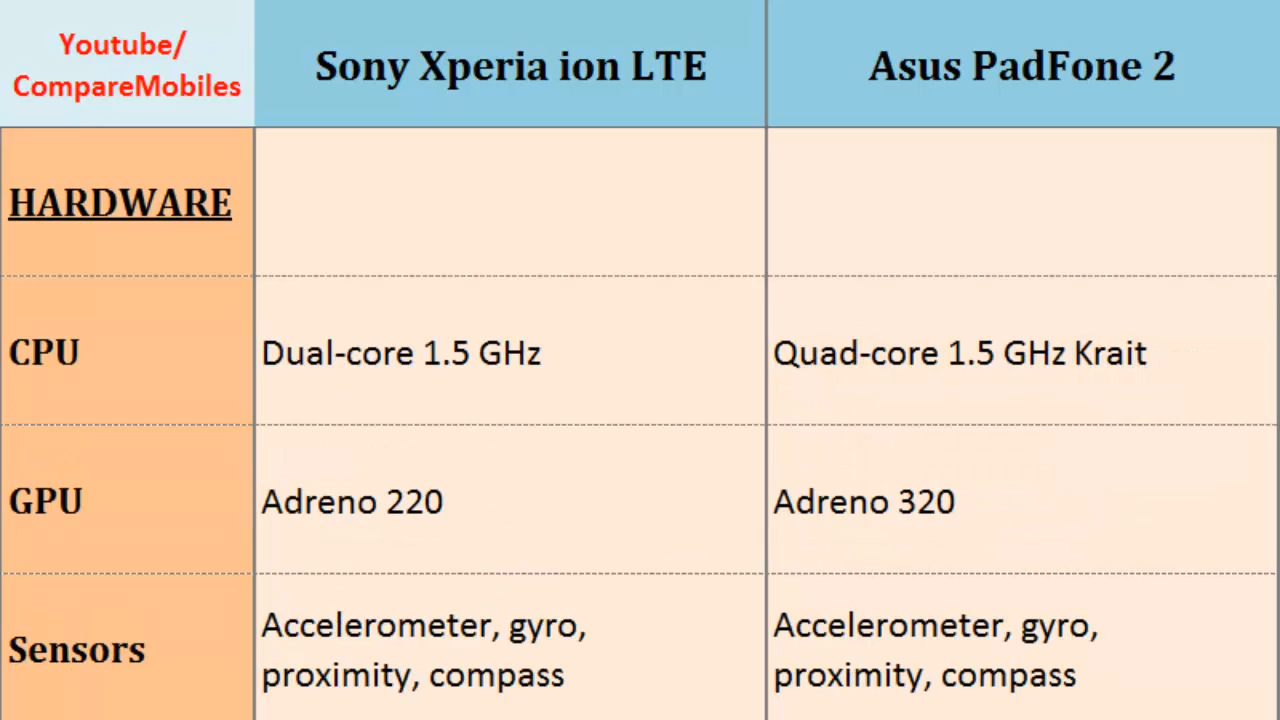 Youtube/
CompareMobiles
Sony Xperia ion LTE
Asus PadFone 2
HARDWARE
CPU
Dual-core 1.5 GHz
Quad-core 1.5 GHz Krait
GPU
Adreno 220
Adreno 320
Sensors
Accelerometer, gyro,
proximity, compass
Accelerometer, gyro,
proximity, compass